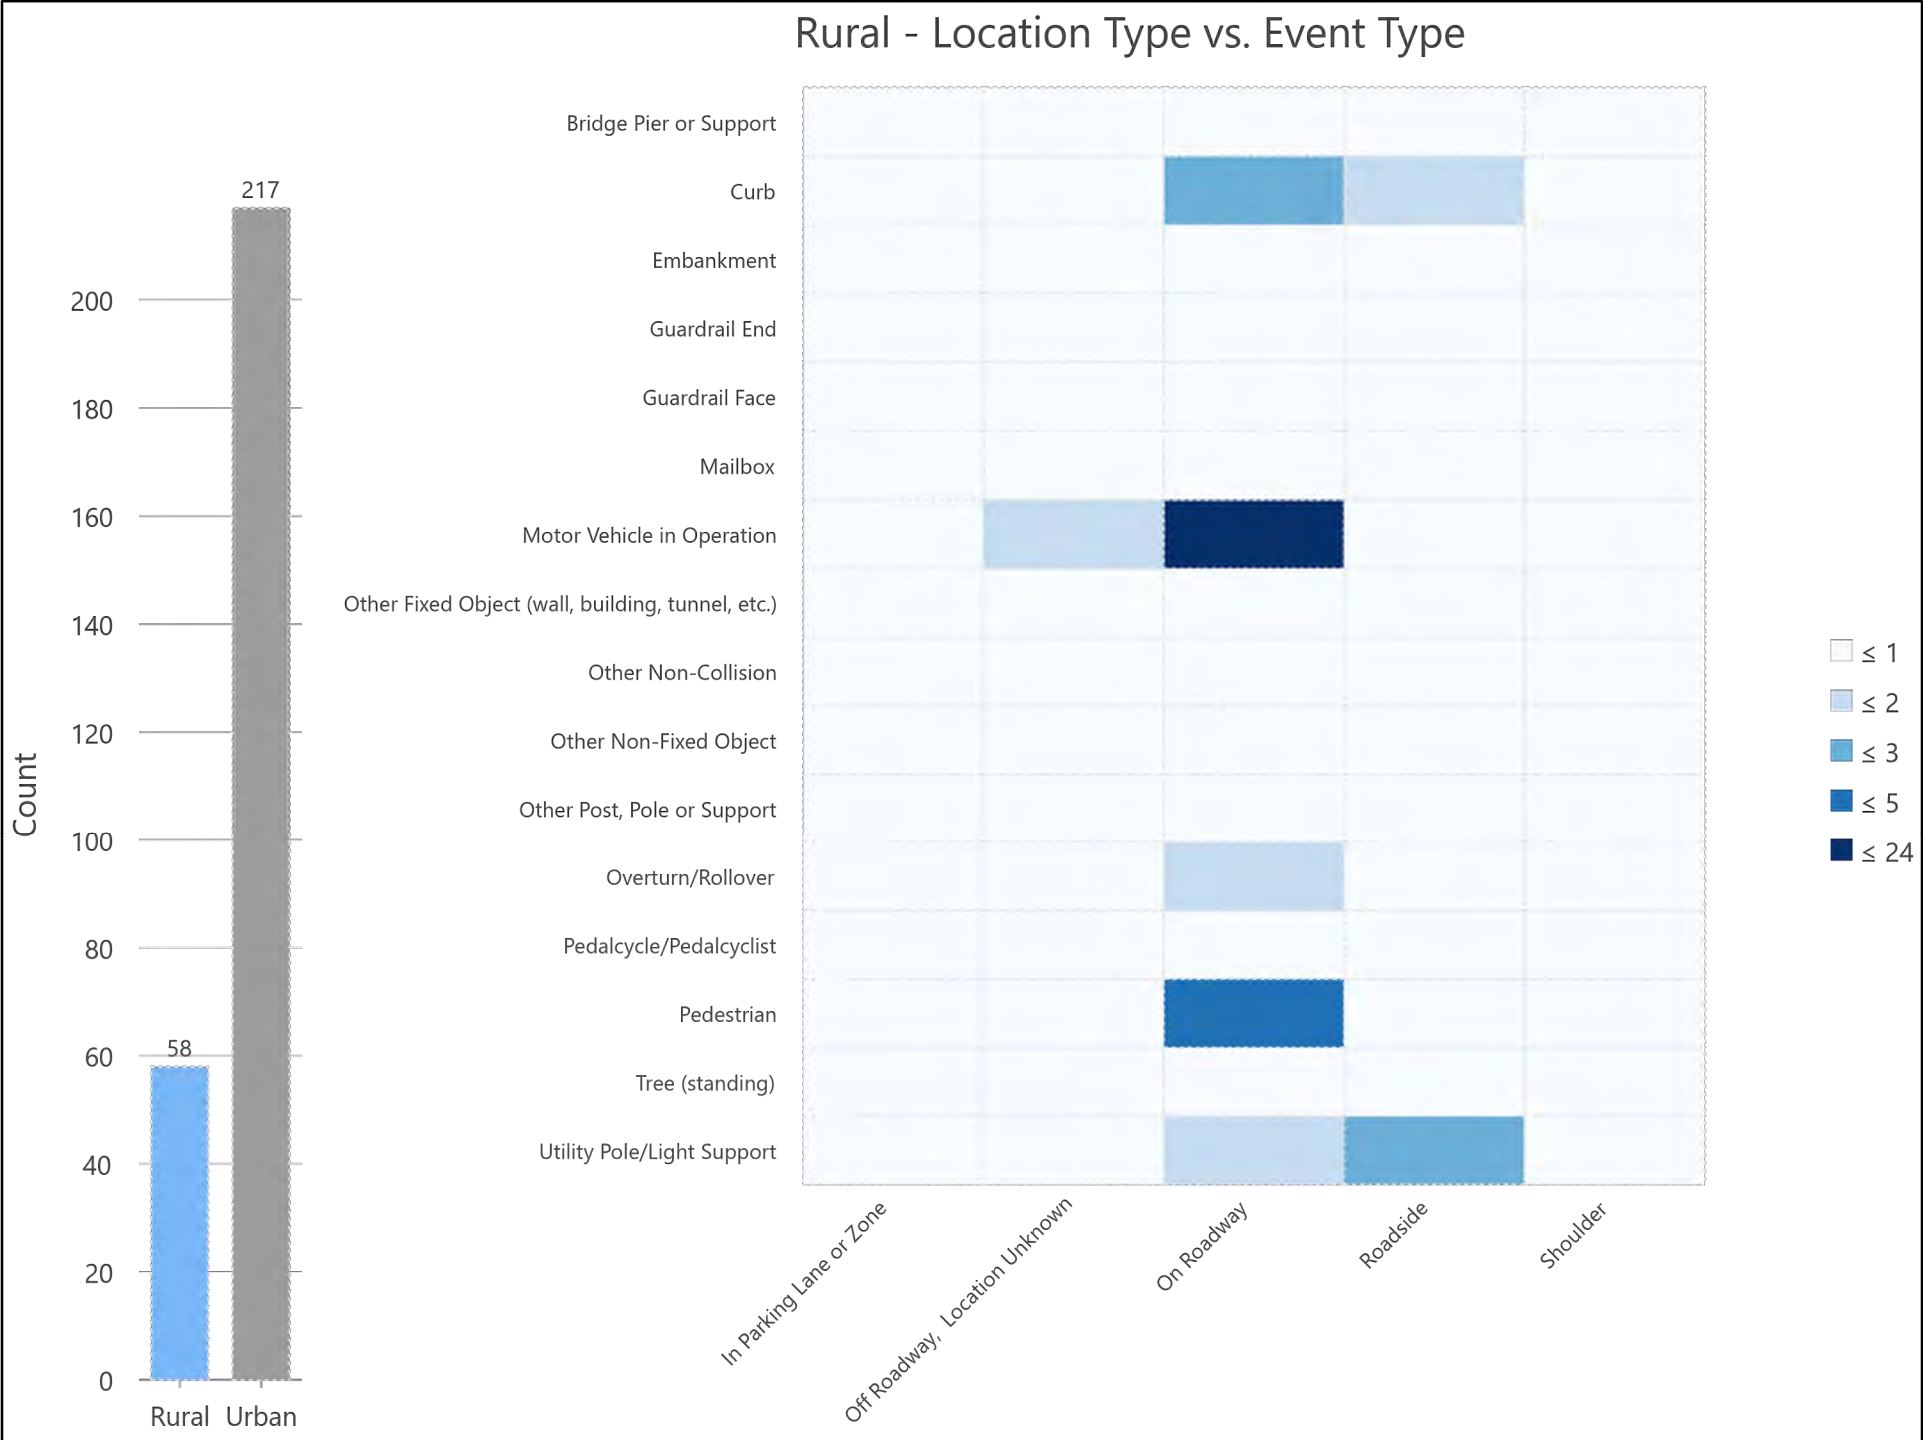 Rural - Location Type vs. Event Type
Count
200
180
160
140
120
100
80
60
40
20
0
217
58
Rural
Urban
Bridge Pier or Support
Curb
Embankment
Guardrail End
Guardrail Face
Mailbox
Motor Vehicle in Operation
Other Fixed Object (wall, building, tunnel, etc.)
Other Non-Collision
Other Non-Fixed Object
Other Post, Pole or Support
Overturn/Rollover
Pedalcycle/Pedalcyclist
Pedestrian
Tree (standing)
Utility Pole/Light Support
In Parking Lane or Zone
Off Roadway, Location Unknown
On Roadway
Roadside
Shoulder
≤ 1
≤ 2
≤ 3
≤ 5
≤ 24